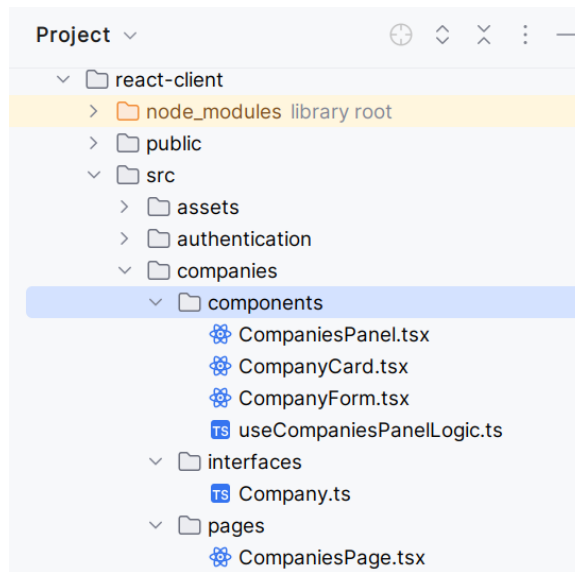 Project
react-client
node_modules library root
public
src
assets
authentication
companies
components
CompaniesPanel.tsx
CompanyCard.tsx
CompanyForm.tsx
TS useCompaniesPanelLogic.ts
interfaces
TS Company.ts
pages
CompaniesPage.tsx